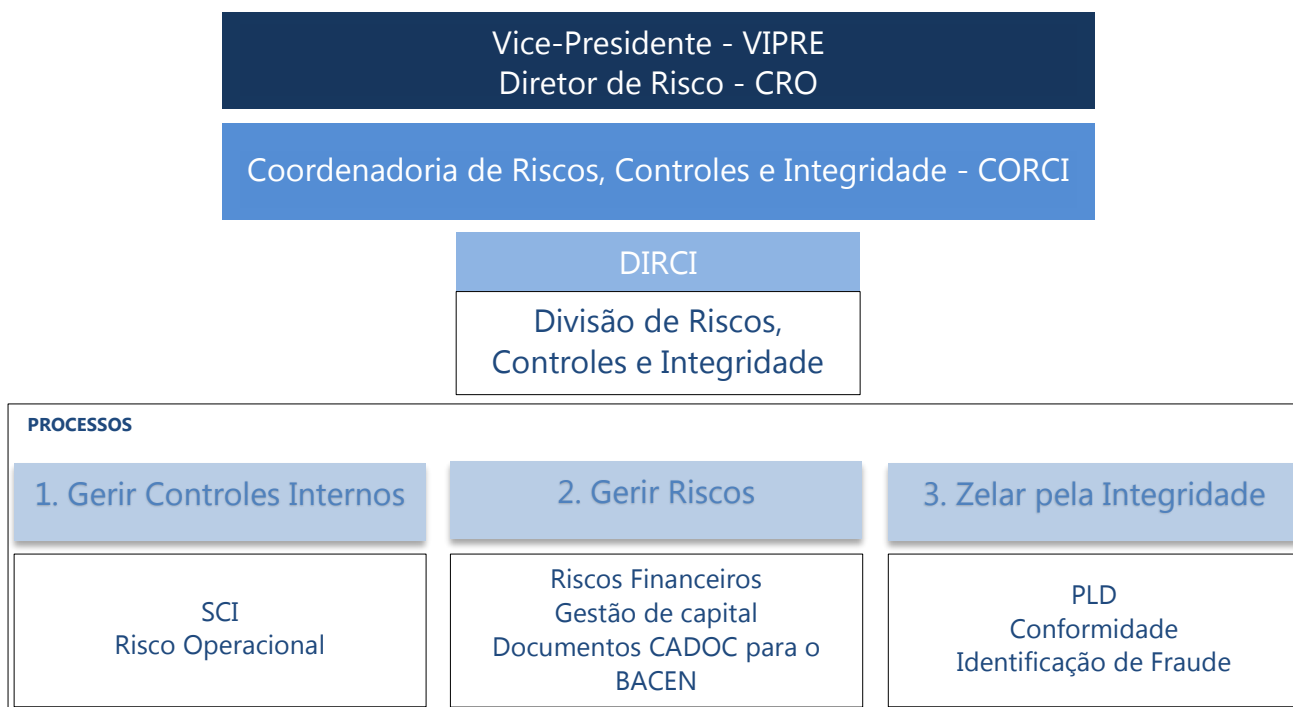 Vice-Presidente - VIPRE
Diretor de Risco - CRO
Coordenadoria de Riscos, Controles e Integridade - CORCI
DIRCI
Divisão de Riscos,
Controles e Integridade
PROCESSOS
1. Gerir Controles Internos
SCI
Risco Operacional
2. Gerir Riscos
Riscos Financeiros
Gestão de capital
Documentos CADOC para o
BACEN
3. Zelar pela Integridade
PLD
Conformidade
Identificação de Fraude